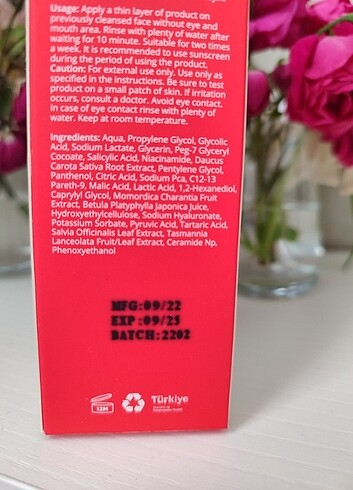 Usage: Apply a thin layer of product on
previously cleansed face without eye and
mouth area. Rinse with plenty of water after
waiting for 10 minute. Suitable for two times
a week. It is recommended to use sunscreen
during the period of using the product.
Caution: For external use only. Use only as
specified in the instructions. Be sure to test
product on a small patch of skin. If irritation
occurs, consult a doctor. Avoid eye contact.
In case of eye contact rinse with plenty of
water. Keep at room temperature.
Ingredients: Aqua, Propylene Glycol, Glycolic
Acid, Sodium Lactate, Glycerin, Peg-7 Glyceryl
Cocoate, Salicylic Acid, Niacinamide, Daucus
Carota Sativa Root Extract, Pentylene Glycol,
Panthenol, Citric Acid, Sodium Pca, C12-13
Pareth-9, Malic Acid, Lactic Acid, 1,2-Hexanediol,
Caprylyl Glycol, Momordica Charantia Fruit
Extract, Betula Platyphylla Japonica Juice,
Hydroxyethylcellulose, Sodium Hyaluronate,
Potassium Sorbate, Pyruvic Acid, Tartaric Acid,
Salvia Officinalis Leaf Extract, Tasmannia
Lanceolata Fruit/Leaf Extract, Ceramide Np,
Phenoxyethanol
MFG:09/22
EXP:09/25
BATCH:2202
12M
Türkiye